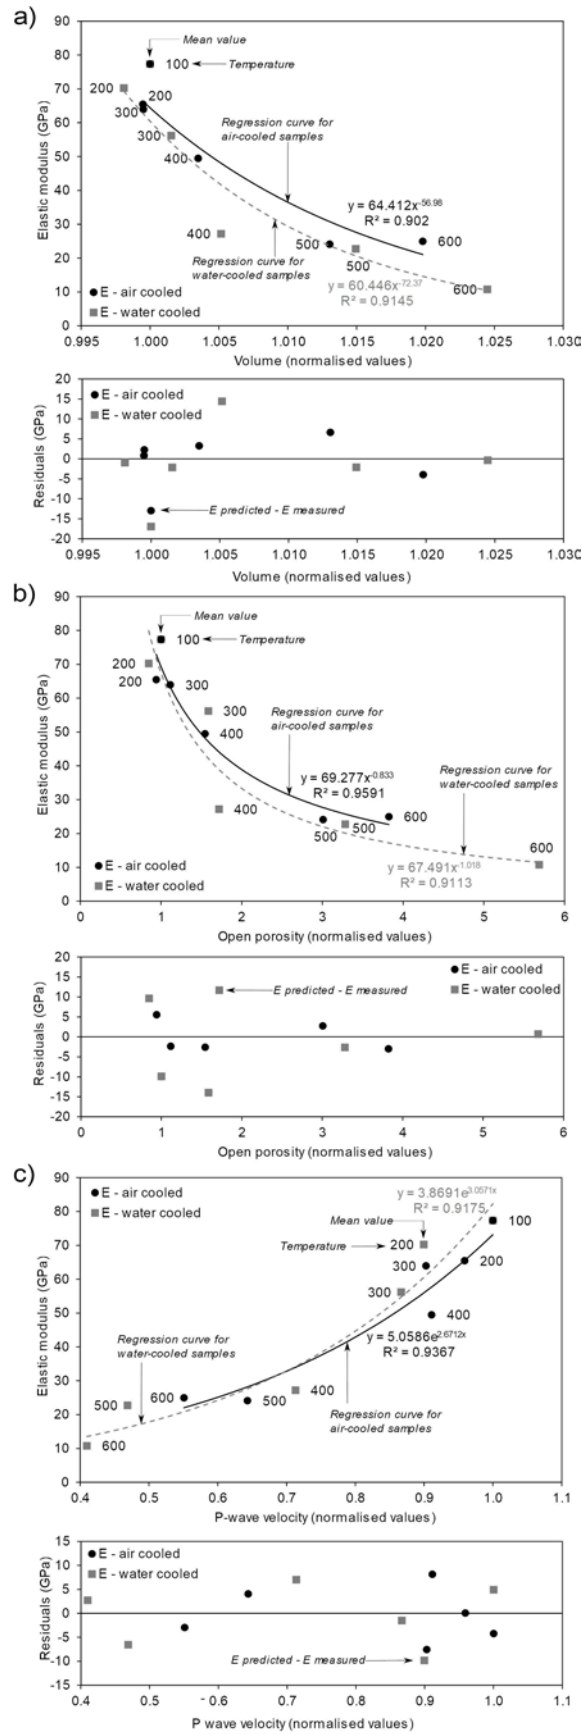 a)
90
80
70
60
50
40
30
20
10
0
Elastic modulus (GPa)
Mean value
100
Temperature
200
200
300
300
400
Regression curve for
air-cooled samples
y = 64.412x^-56.98
R² = 0.902
400
500
500
600
600
Regression curve for
water-cooled samples
y = 60.446x^-72.37
R² = 0.9145
E - air cooled
E - water cooled
0.995 1.000 1.005 1.010 1.015 1.020 1.025 1.030
Volume (normalised values)
20
15
10
5
0
-5
-10
-15
-20
Residuals (GPa)
E - air cooled
E - water cooled
E predicted - E measured
0.995 1.000 1.005 1.010 1.015 1.020 1.025 1.030
Volume (normalised values)
b)
90
80
70
60
50
40
30
20
10
0
Elastic modulus (GPa)
Mean value
100
Temperature
200
200
300
300
400
Regression curve for
air-cooled samples
y = 69.277x^-0.833
R² = 0.9591
Regression curve for
water-cooled samples
400
500
500
600
600
y = 67.491x^-1.018
R² = 0.9113
E - air cooled
E - water cooled
0 1 2 3 4 5 6
Open porosity (normalised values)
20
15
10
5
0
-5
-10
-15
-20
Residuals (GPa)
E - air cooled
E - water cooled
E predicted - E measured
0 1 2 3 4 5 6
Open porosity (normalised values)
c)
90
80
70
60
50
40
30
20
10
0
Elastic modulus (GPa)
E - air cooled
E - water cooled
y = 3.8691e^3.0571x
R² = 0.9175
Mean value
100
Temperature
200
200
300
300
400
y = 5.0586e^2.6712x
R² = 0.9367
Regression curve for
water-cooled samples
500
600
500
400
Regression curve for
air-cooled samples
600
0.4 0.5 0.6 0.7 0.8 0.9 1.0 1.1
P-wave velocity (normalised values)
15
10
5
0
-5
-10
-15
Residuals (GPa)
E - air cooled
E - water cooled
E predicted - E measured
0.4 0.5 0.6 0.7 0.8 0.9 1.0 1.1
P wave velocity (normalised values)